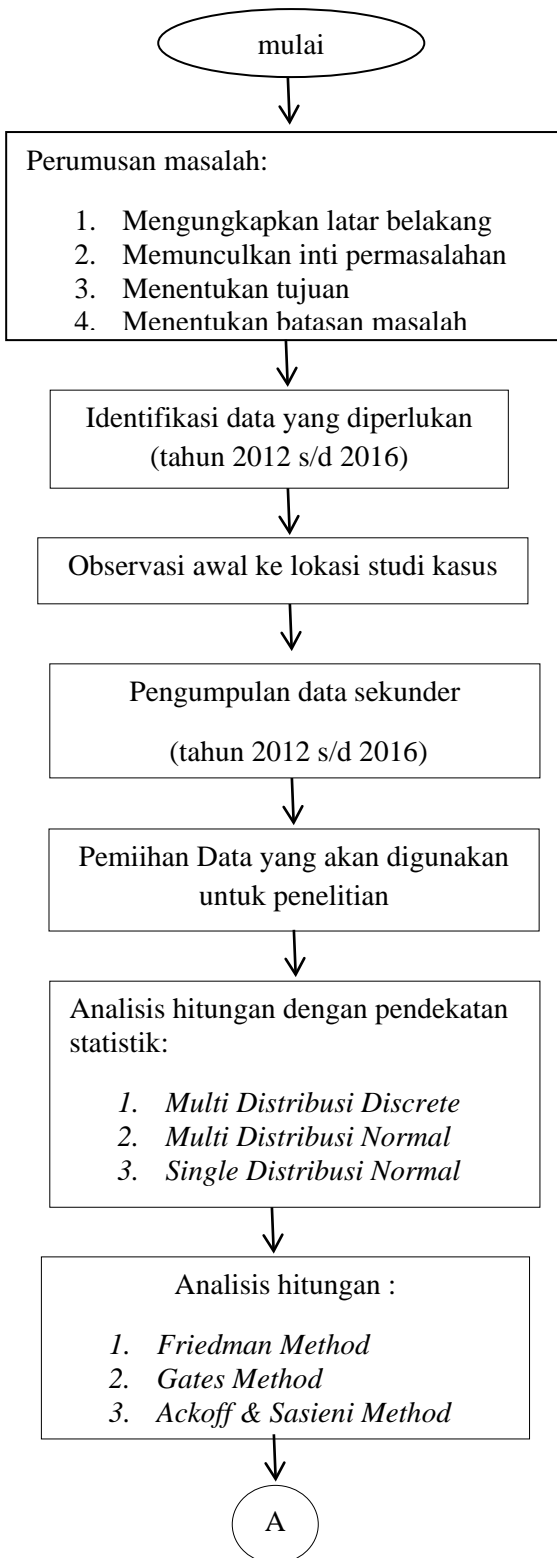 mulai
Perumusan masalah:
1. Mengungkapkan latar belakang
2. Memunculkan inti permasalahan
3. Menentukan tujuan
4. Menentukan batasan masalah
Identifikasi data yang diperlukan
(tahun 2012 s/d 2016)
Observasi awal ke lokasi studi kasus
Pengumpulan data sekunder
(tahun 2012 s/d 2016)
Pemiihan Data yang akan digunakan
untuk penelitian
Analisis hitungan dengan pendekatan
statistik:
1. Multi Distribusi Discrete
2. Multi Distribusi Normal
3. Single Distribusi Normal
Analisis hitungan :
1. Friedman Method
2. Gates Method
3. Ackoff & Sasieni Method
A